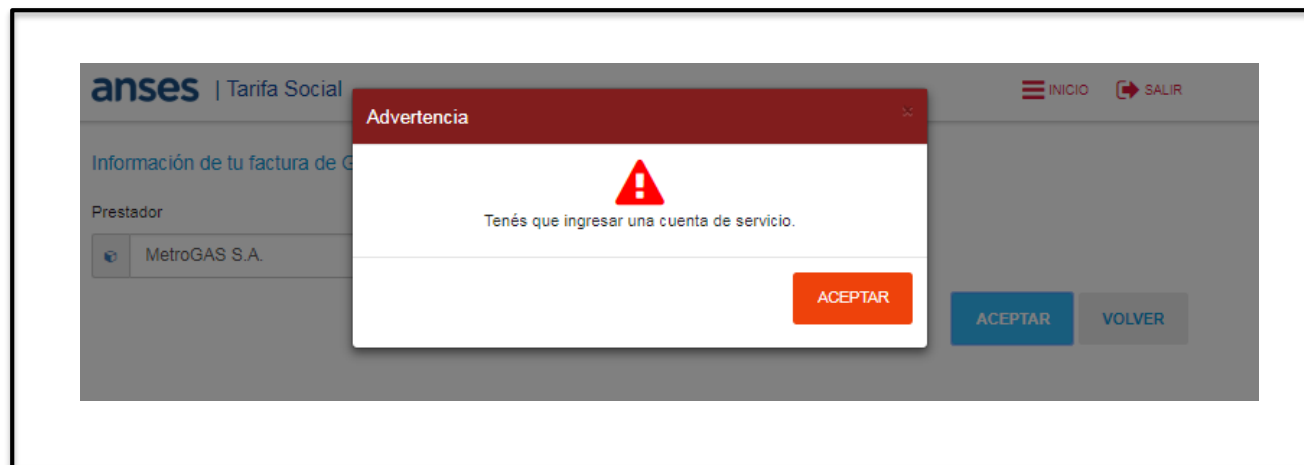 anses | Tarifa Social
INICIO
SALIR
Advertencia
×
Información de tu factura de G
Prestador
Tenés que ingresar una cuenta de servicio.
MetroGAS S.A.
ACEPTAR
ACEPTAR
VOLVER